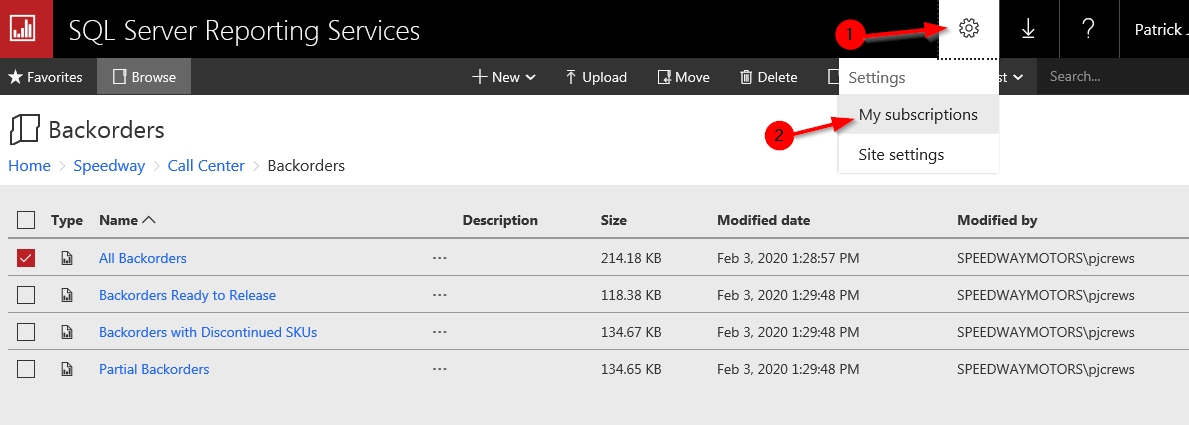 SQL Server Reporting Services
1
?
Patrick J
Favorites
Browse
New
Upload
Move
Delete
Search...
Settings
My subscriptions
2
Site settings
Backorders
Home > Speedway > Call Center > Backorders
Type Name Description Size Modified date Modified by
All Backorders ... 214.18 KB Feb 3, 2020 1:28:57 PM SPEEDWAYMOTORS\pjcrews
Backorders Ready to Release ... 118.38 KB Feb 3, 2020 1:29:48 PM SPEEDWAYMOTORS\pjcrews
Backorders with Discontinued SKUs ... 134.67 KB Feb 3, 2020 1:29:48 PM SPEEDWAYMOTORS\pjcrews
Partial Backorders ... 134.65 KB Feb 3, 2020 1:29:48 PM SPEEDWAYMOTORS\pjcrews